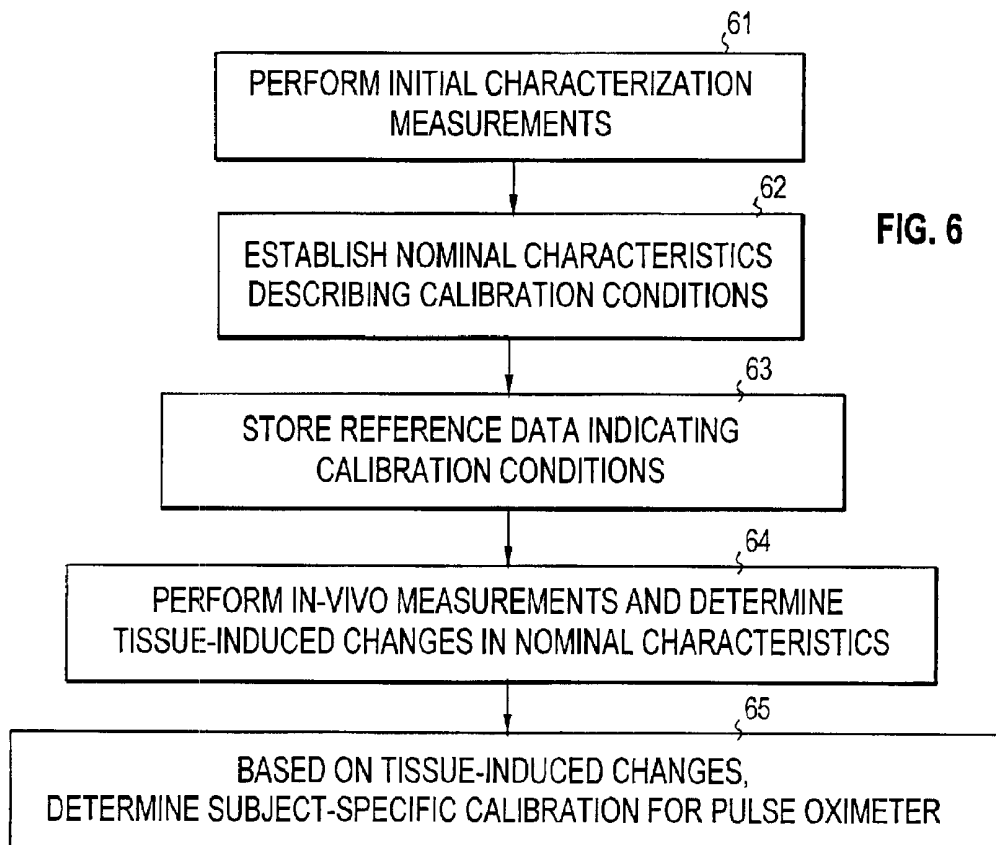 61
PERFORM INITIAL CHARACTERIZATION
MEASUREMENTS
62
FIG. 6
ESTABLISH NOMINAL CHARACTERISTICS
DESCRIBING CALIBRATION CONDITIONS
63
STORE REFERENCE DATA INDICATING
CALIBRATION CONDITIONS
64
PERFORM IN-VIVO MEASUREMENTS AND DETERMINE
TISSUE-INDUCED CHANGES IN NOMINAL CHARACTERISTICS
65
BASED ON TISSUE-INDUCED CHANGES,
DETERMINE SUBJECT-SPECIFIC CALIBRATION FOR PULSE OXIMETER